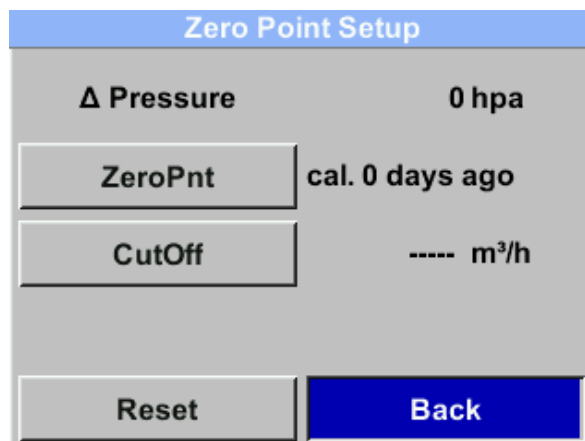 Zero Point Setup
Δ Pressure 0 hpa
ZeroPnt cal. 0 days ago
CutOff ----- m³/h
Reset Back